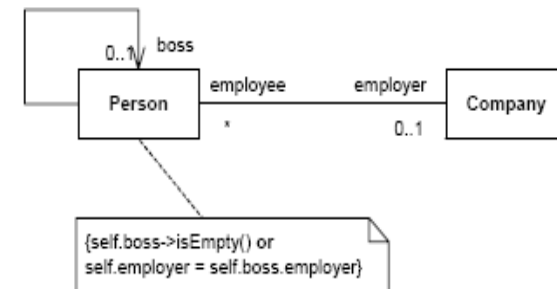 boss
0..1
Person
employee
employer
Company
*
0..1
{self.boss->isEmpty() or
self.employer = self.boss.employer}